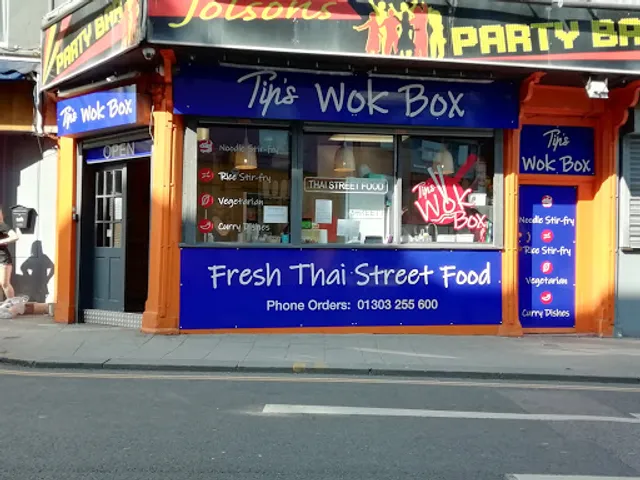 Jolsons
PARTY BAR
PARTY BA
Tip's Wok Box
Tip's Wok Box
Tip's
Wok Box
OPEN
Noodle Stir-fry
Rice Stir-fry
Vegetarian
Curry Dishes
THAI STREET FOOD
Tip's
Wok
Box
Noodle Stir-fry
Rice Stir-fry
Vegetarian
Curry Dishes
Fresh Thai Street Food
Phone Orders: 01303 255 600